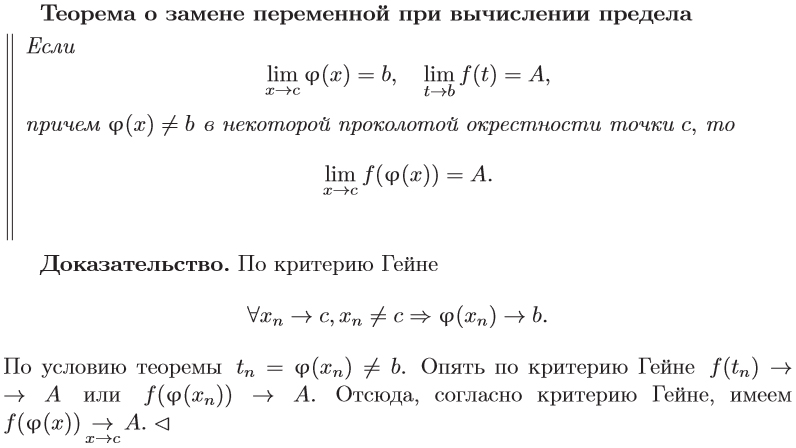 Теорема о замене переменной при вычислении предела
Если
lim_{x→c} φ(x) = b,   lim_{t→b} f(t) = A,
причем φ(x) ≠ b в некоторой проколотой окрестности точки c, то
lim_{x→c} f(φ(x)) = A.
Доказательство. По критерию Гейне
∀x_n → c, x_n ≠ c ⇒ φ(x_n) → b.
По условию теоремы t_n = φ(x_n) ≠ b. Опять по критерию Гейне f(t_n) →
→ A или f(φ(x_n)) → A. Отсюда, согласно критерию Гейне, имеем
f(φ(x)) →_{x→c} A. ◁